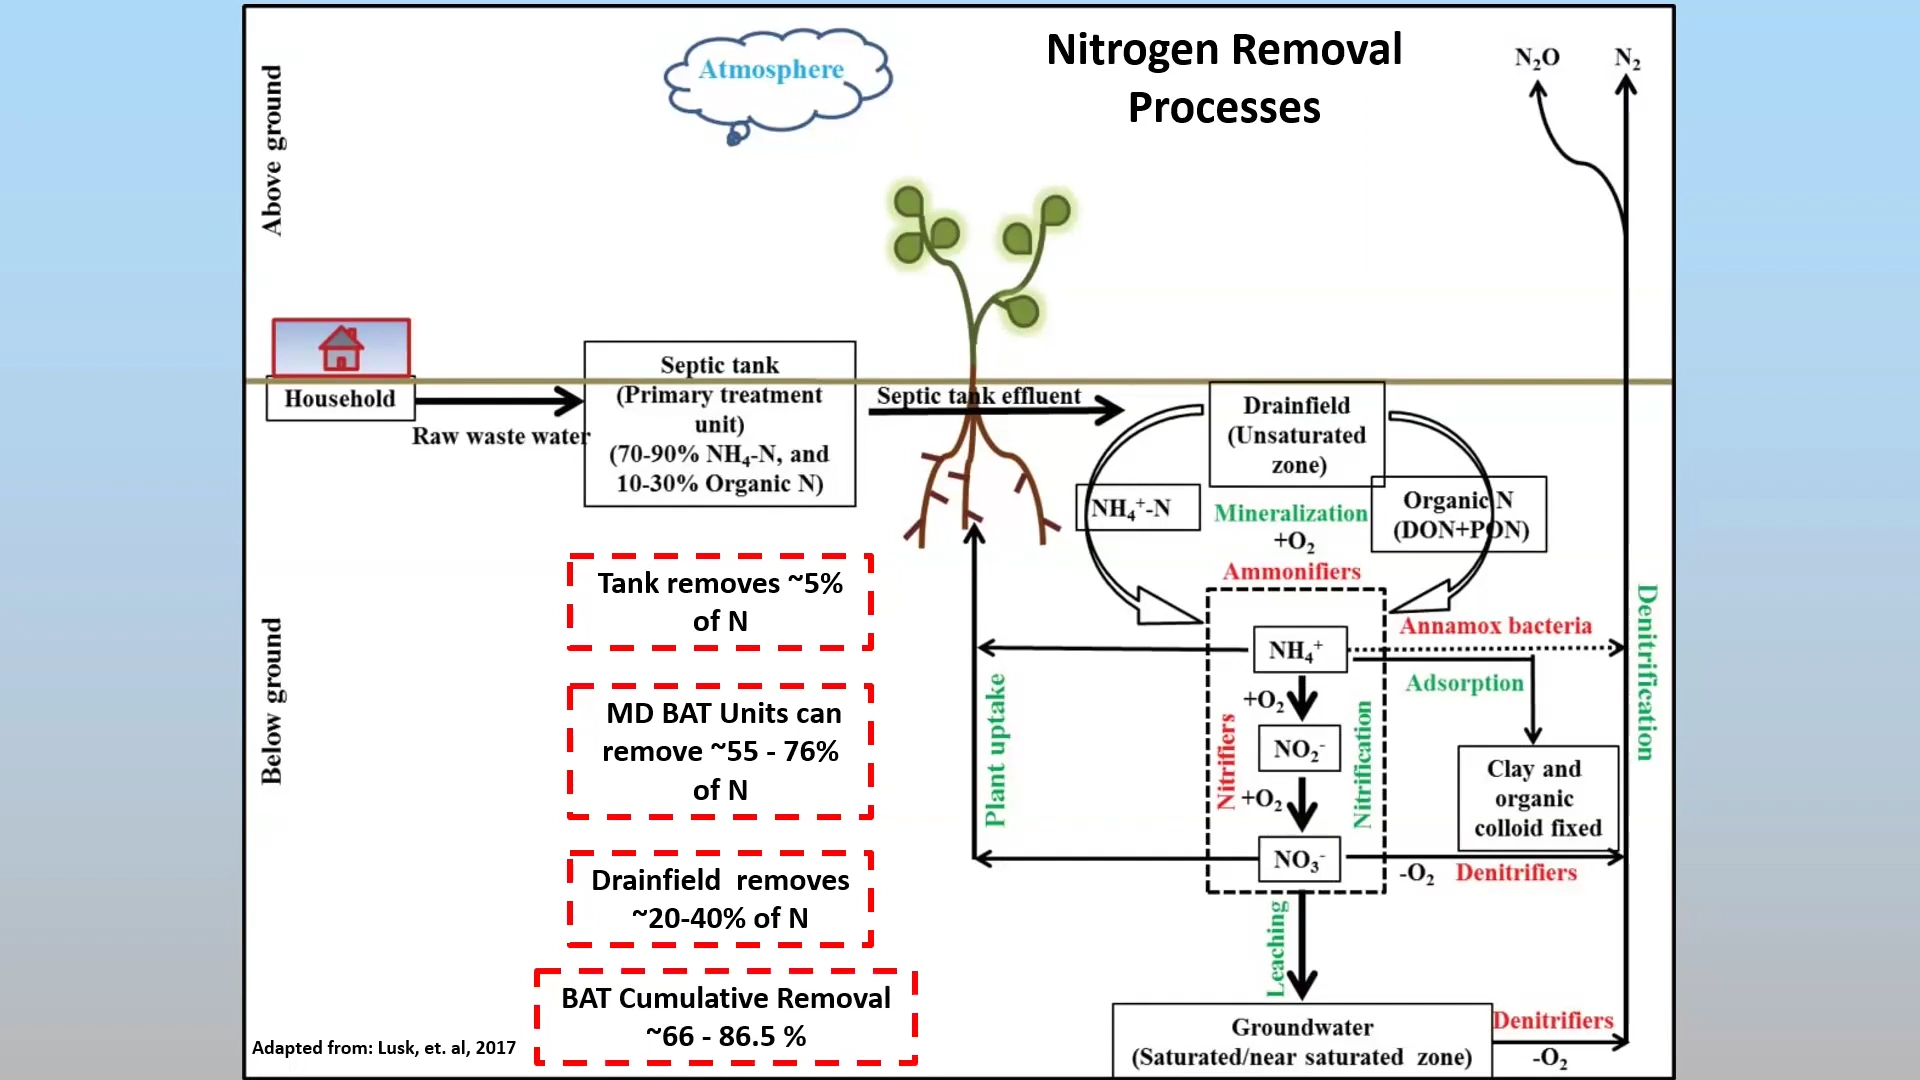 Nitrogen Removal
Processes
Atmosphere
N₂O
N₂
Above ground
Household
Raw waste water
Septic tank
(Primary treatment
unit)
(70-90% NH₄-N, and
10-30% Organic N)
Septic tank effluent
Drainfield
(Unsaturated
zone)
NH₄⁺-N
Mineralization
+O₂
Ammonifiers
Organic N
(DON+PON)
Tank removes ~5%
of N
MD BAT Units can
remove ~55 - 76%
of N
Drainfield removes
~20-40% of N
BAT Cumulative Removal
~66 - 86.5 %
Below ground
Plant uptake
NH₄⁺
Annamox bacteria
Adsorption
+O₂
Nitrifiers
NO₂⁻
Nitrification
+O₂
NO₃⁻
Clay and
organic
colloid fixed
Denitrification
-O₂
Denitrifiers
Leaching
Groundwater
(Saturated/near saturated zone)
Denitrifiers
-O₂
Adapted from: Lusk, et. al, 2017